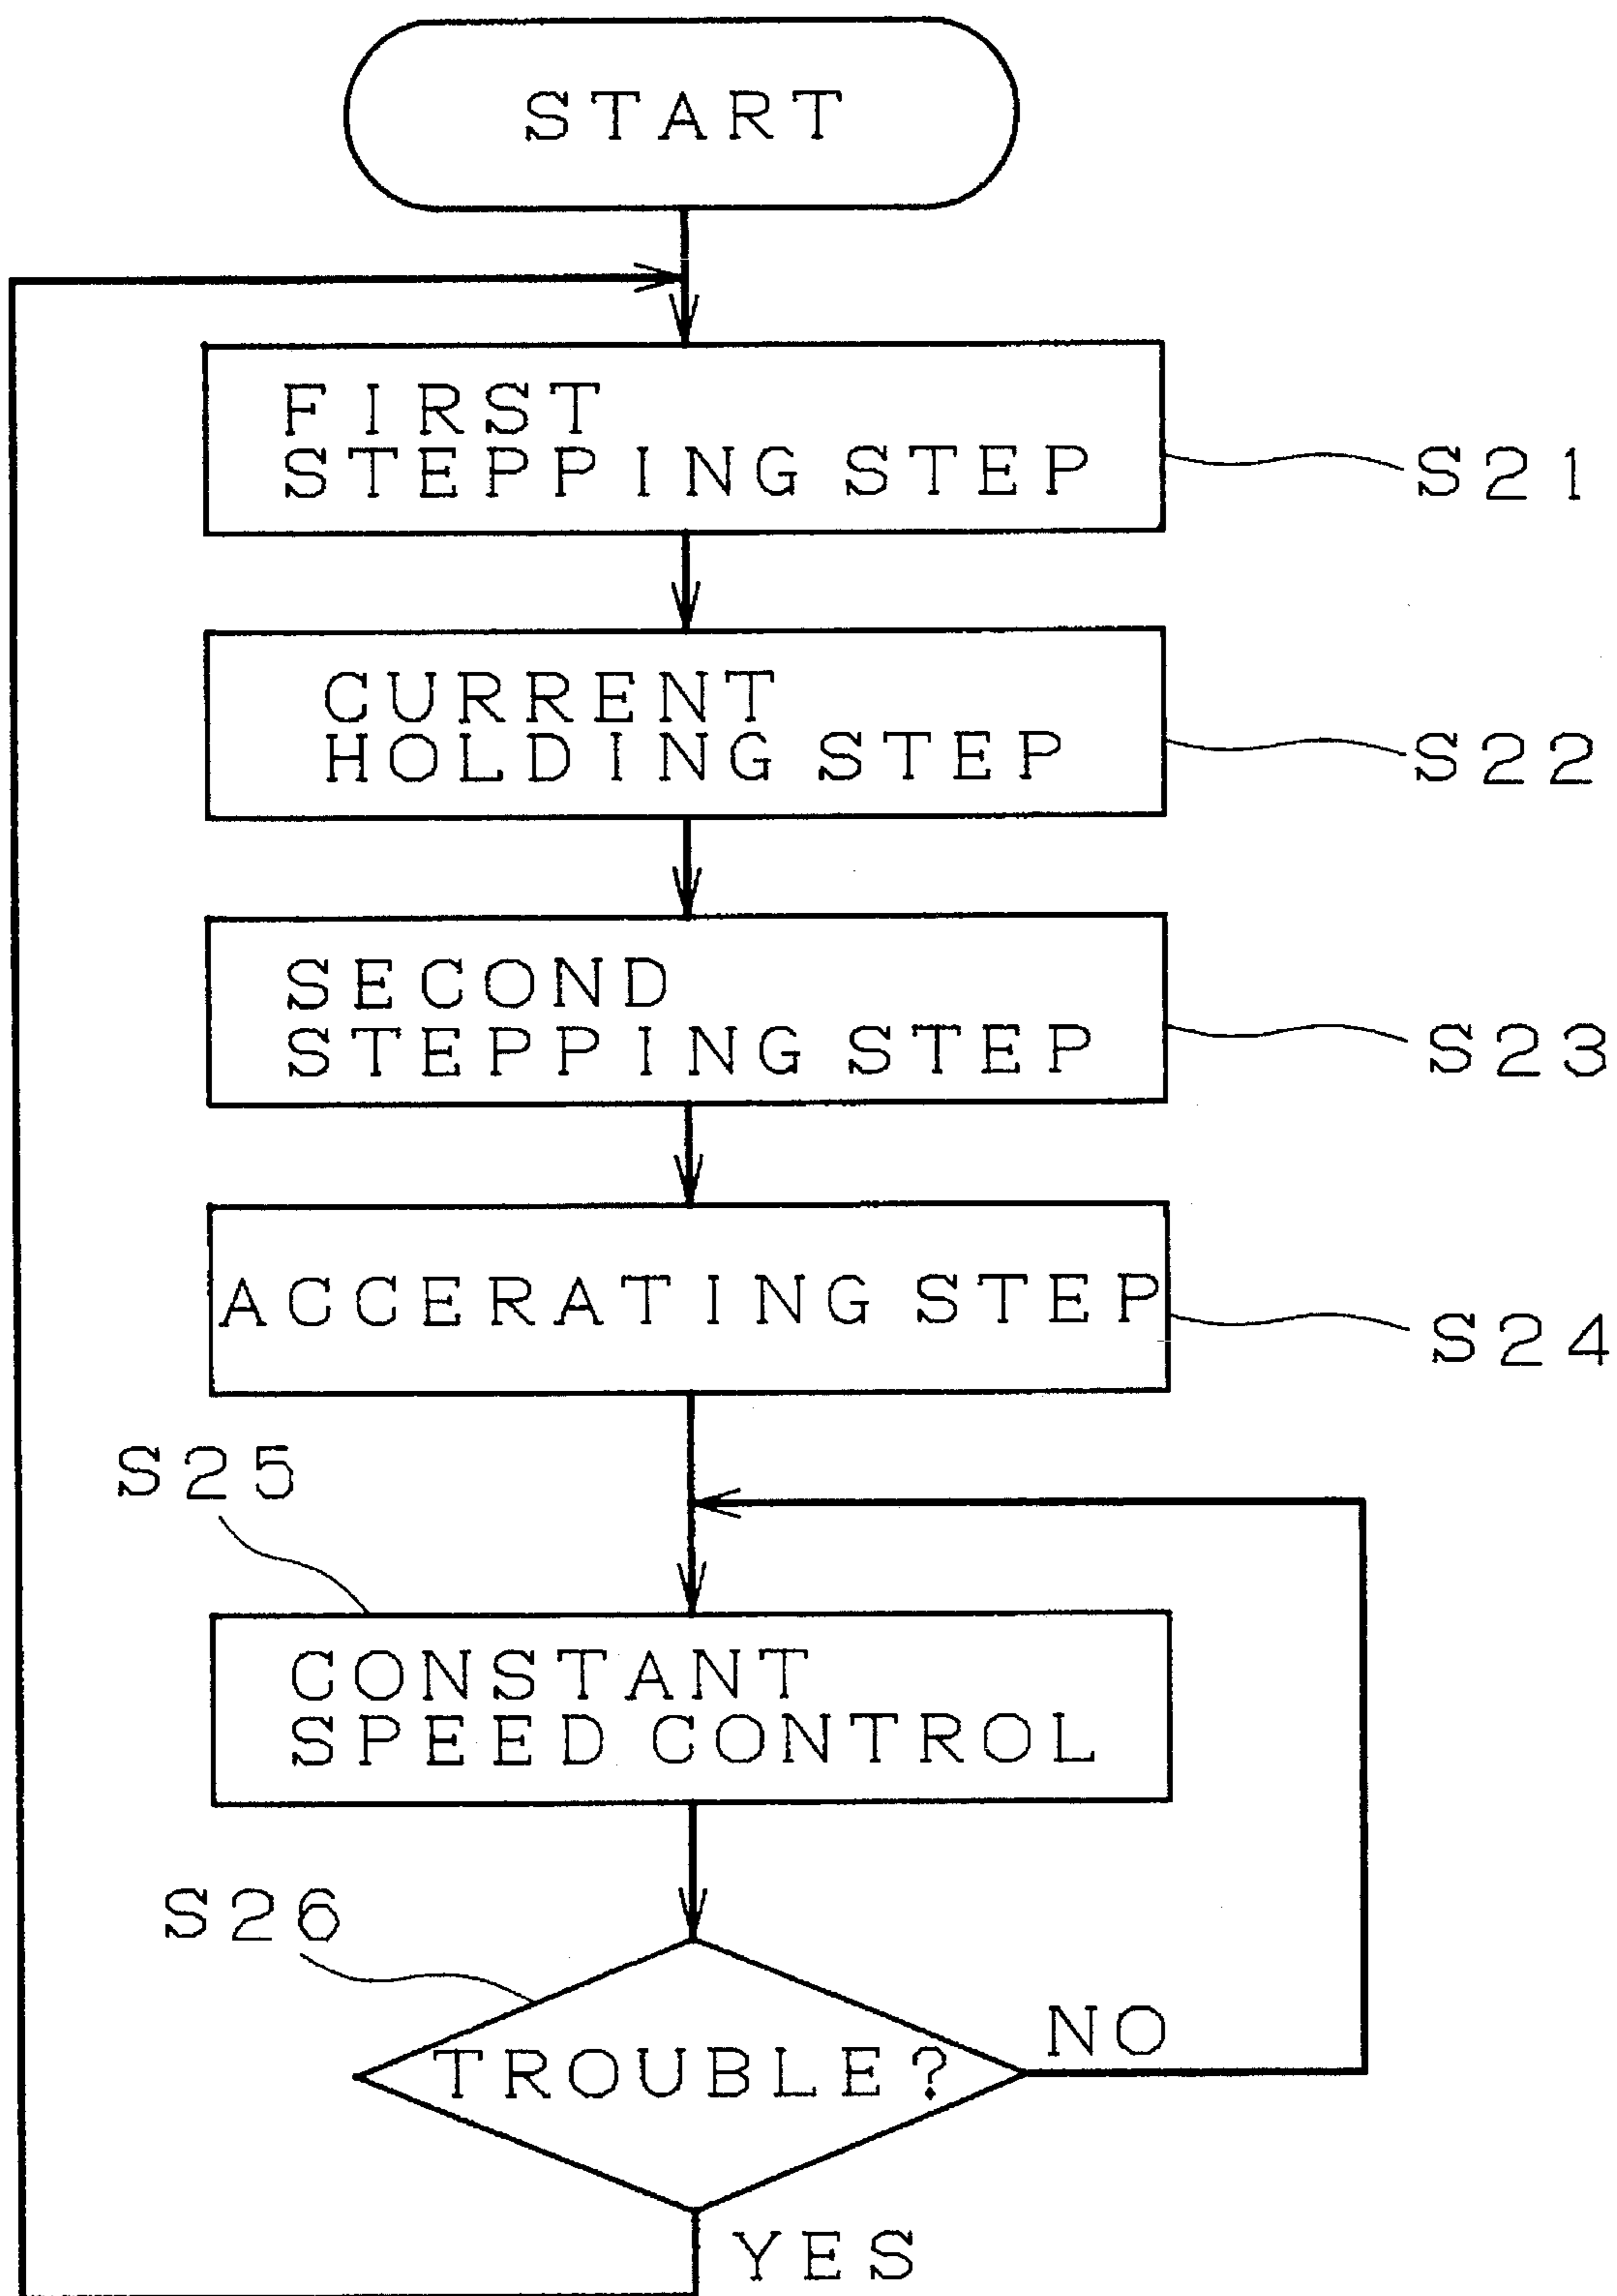 START
FIRST
STEPPING STEP
S21
CURRENT
HOLDING STEP
S22
SECOND
STEPPING STEP
S23
ACCERATING STEP
S24
S25
CONSTANT
SPEED CONTROL
S26
TROUBLE?
NO
YES